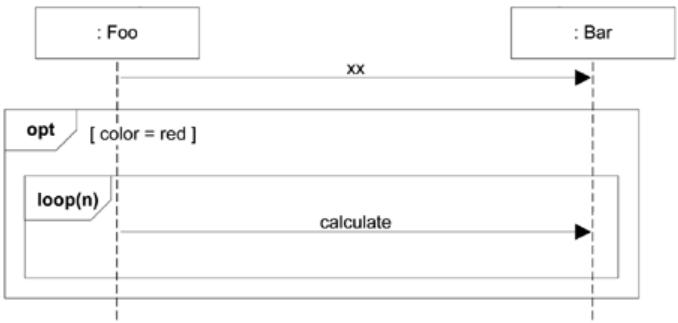 : Foo
: Bar
xx
opt
[ color = red ]
loop(n)
calculate